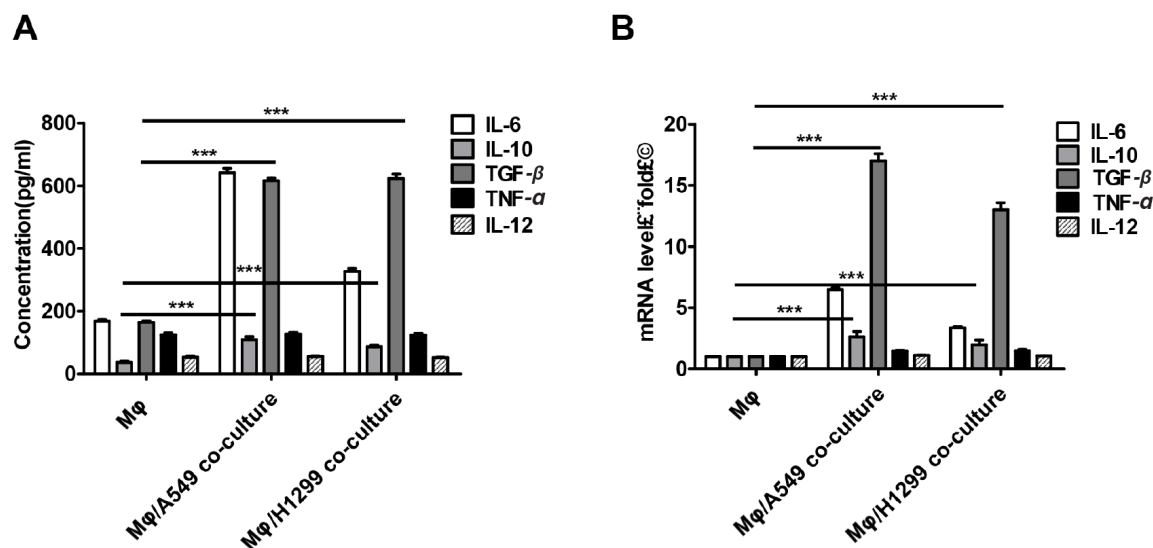 A
***
800
***
600
400
***
200
***
0
Concentration(pg/ml)
IL-6
IL-10
TGF-β
TNF-α
IL-12
Mφ
Mφ/A549 co-culture
Mφ/H1299 co-culture
B
***
20
***
15
10
***
5
***
0
mRNA level£¨fold£©
IL-6
IL-10
TGF-β
TNF-α
IL-12
Mφ
Mφ/A549 co-culture
Mφ/H1299 co-culture